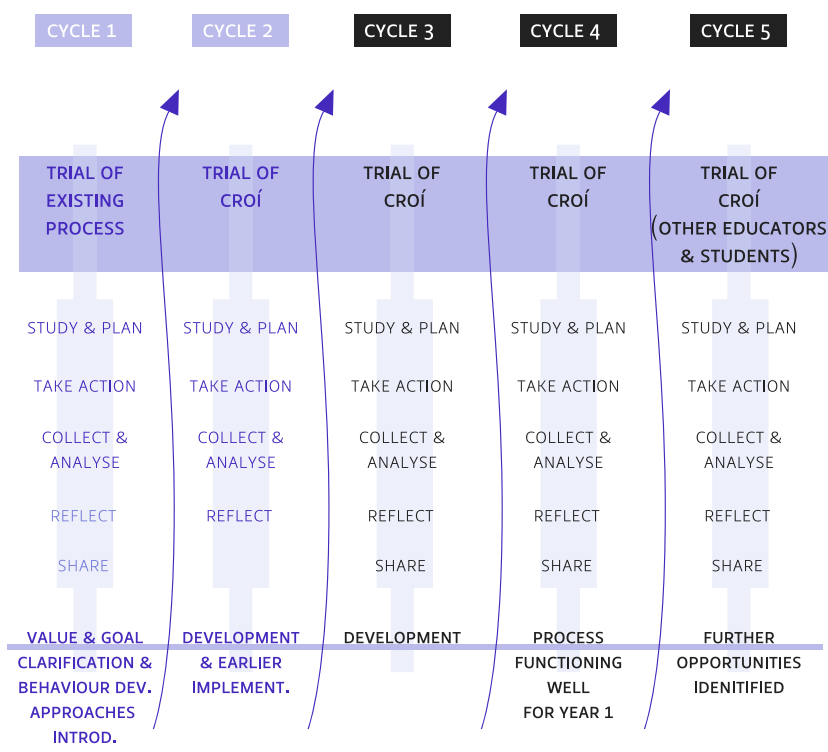 CYCLE 1
CYCLE 2
CYCLE 3
CYCLE 4
CYCLE 5
TRIAL OF
EXISTING
PROCESS
TRIAL OF
CROÍ
TRIAL OF
CROÍ
TRIAL OF
CROÍ
TRIAL OF
CROÍ
(OTHER EDUCATORS
& STUDENTS)
STUDY & PLAN
STUDY & PLAN
STUDY & PLAN
STUDY & PLAN
STUDY & PLAN
TAKE ACTION
TAKE ACTION
TAKE ACTION
TAKE ACTION
TAKE ACTION
COLLECT &
ANALYSE
COLLECT &
ANALYSE
COLLECT &
ANALYSE
COLLECT &
ANALYSE
COLLECT &
ANALYSE
REFLECT
REFLECT
REFLECT
REFLECT
REFLECT
SHARE
SHARE
SHARE
SHARE
VALUE & GOAL
CLARIFICATION &
BEHAVIOUR DEV.
APPROACHES
INTROD.
DEVELOPMENT
& EARLIER
IMPLEMENT.
DEVELOPMENT
PROCESS
FUNCTIONING
WELL
FOR YEAR 1
FURTHER
OPPORTUNITIES
IDENITIFIED